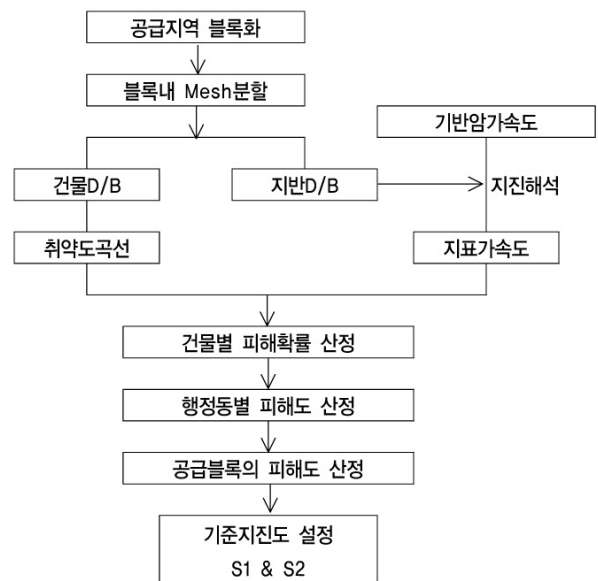 공급지역 블록화
블록내 Mesh분할
기반암가속도
건물D/B
지반D/B
지진해석
취약도곡선
지표가속도
건물별 피해확률 산정
행정동별 피해도 산정
공급블록의 피해도 산정
기준지진도 설정
S1 & S2